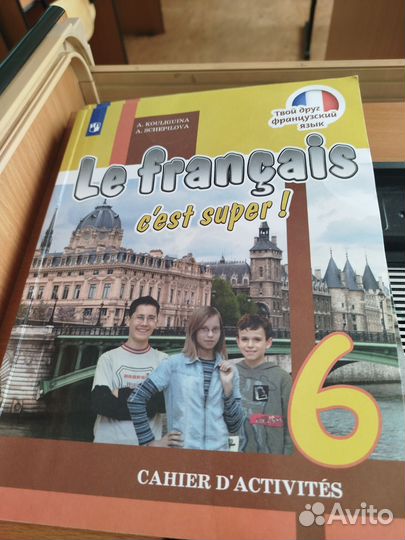 A. KOULIGUINA
A. SCHEPILOVA
Твой друг
французский
язык
Le français
c'est super !
6
CAHIER D'ACTIVITÉS
Avito